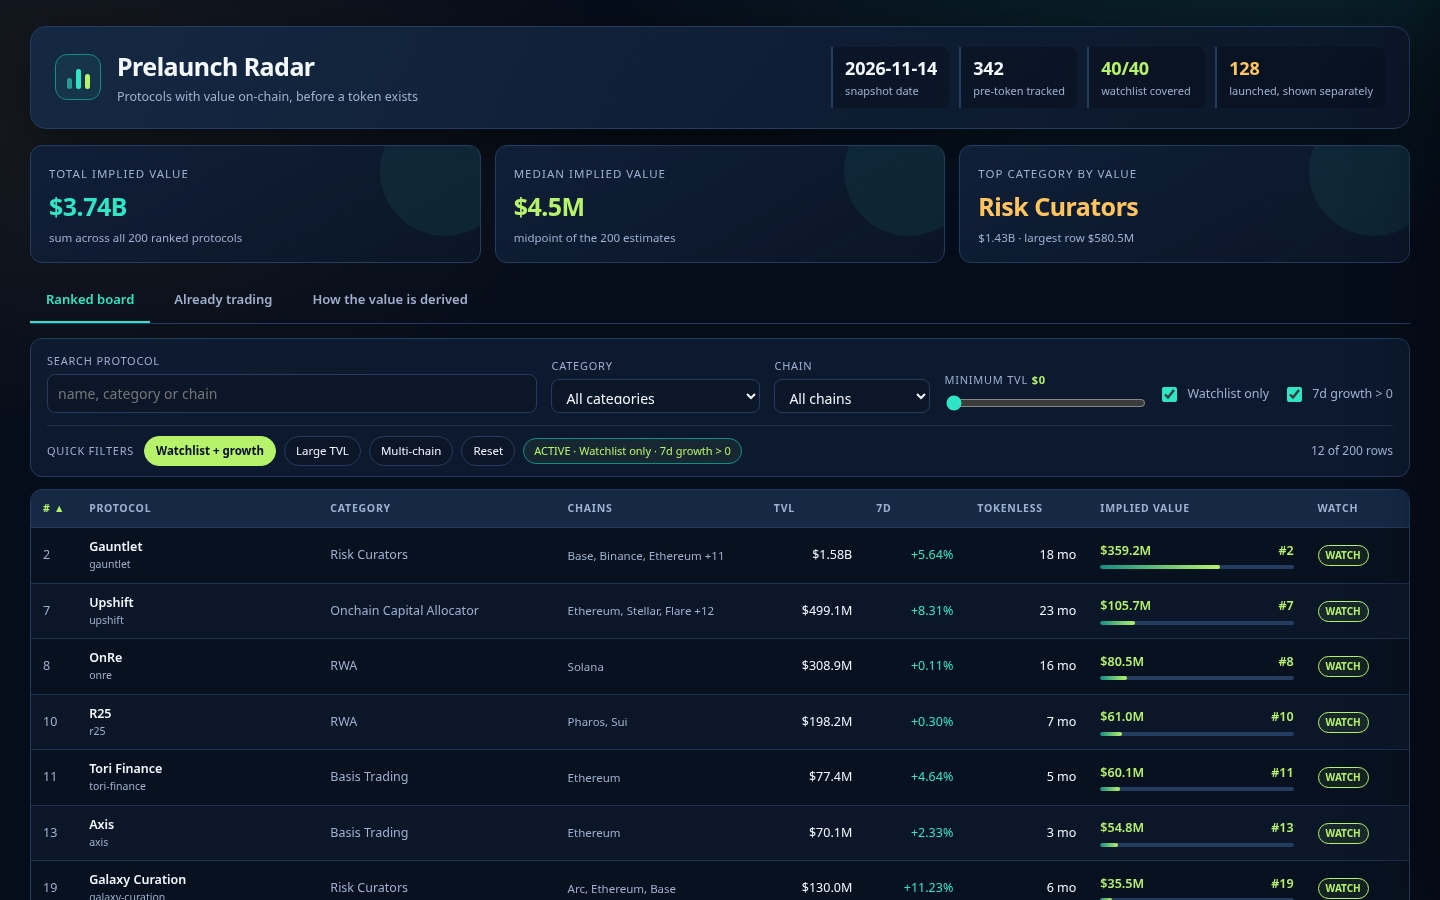 Prelaunch Radar
Protocols with value on-chain, before a token exists
2026-11-14
snapshot date
342
pre-token tracked
40/40
watchlist covered
128
launched, shown separately
TOTAL IMPLIED VALUE
$3.74B
sum across all 200 ranked protocols
MEDIAN IMPLIED VALUE
$4.5M
midpoint of the 200 estimates
TOP CATEGORY BY VALUE
Risk Curators
$1.43B · largest row $580.5M
Ranked board Already trading How the value is derived
SEARCH PROTOCOL
name, category or chain
CATEGORY
All categories
CHAIN
All chains
MINIMUM TVL $0
Watchlist only
7d growth > 0
QUICK FILTERS Watchlist + growth Large TVL Multi-chain Reset ACTIVE · Watchlist only · 7d growth > 0 12 of 200 rows
# ▲ PROTOCOL CATEGORY CHAINS TVL 7D TOKENLESS IMPLIED VALUE WATCH
2 Gauntlet Risk Curators Base, Binance, Ethereum +11 $1.58B +5.64% 18 mo $359.2M #2 WATCH
gauntlet
7 Upshift Onchain Capital Allocator Ethereum, Stellar, Flare +12 $499.1M +8.31% 23 mo $105.7M #7 WATCH
upshift
8 OnRe RWA Solana $308.9M +0.11% 16 mo $80.5M #8 WATCH
onre
10 R25 RWA Pharos, Sui $198.2M +0.30% 7 mo $61.0M #10 WATCH
r25
11 Tori Finance Basis Trading Ethereum $77.4M +4.64% 5 mo $60.1M #11 WATCH
tori-finance
13 Axis Basis Trading Ethereum $70.1M +2.33% 3 mo $54.8M #13 WATCH
axis
19 Galaxy Curation Risk Curators Arc, Ethereum, Base $130.0M +11.23% 6 mo $35.5M #19 WATCH
galaxy-curation